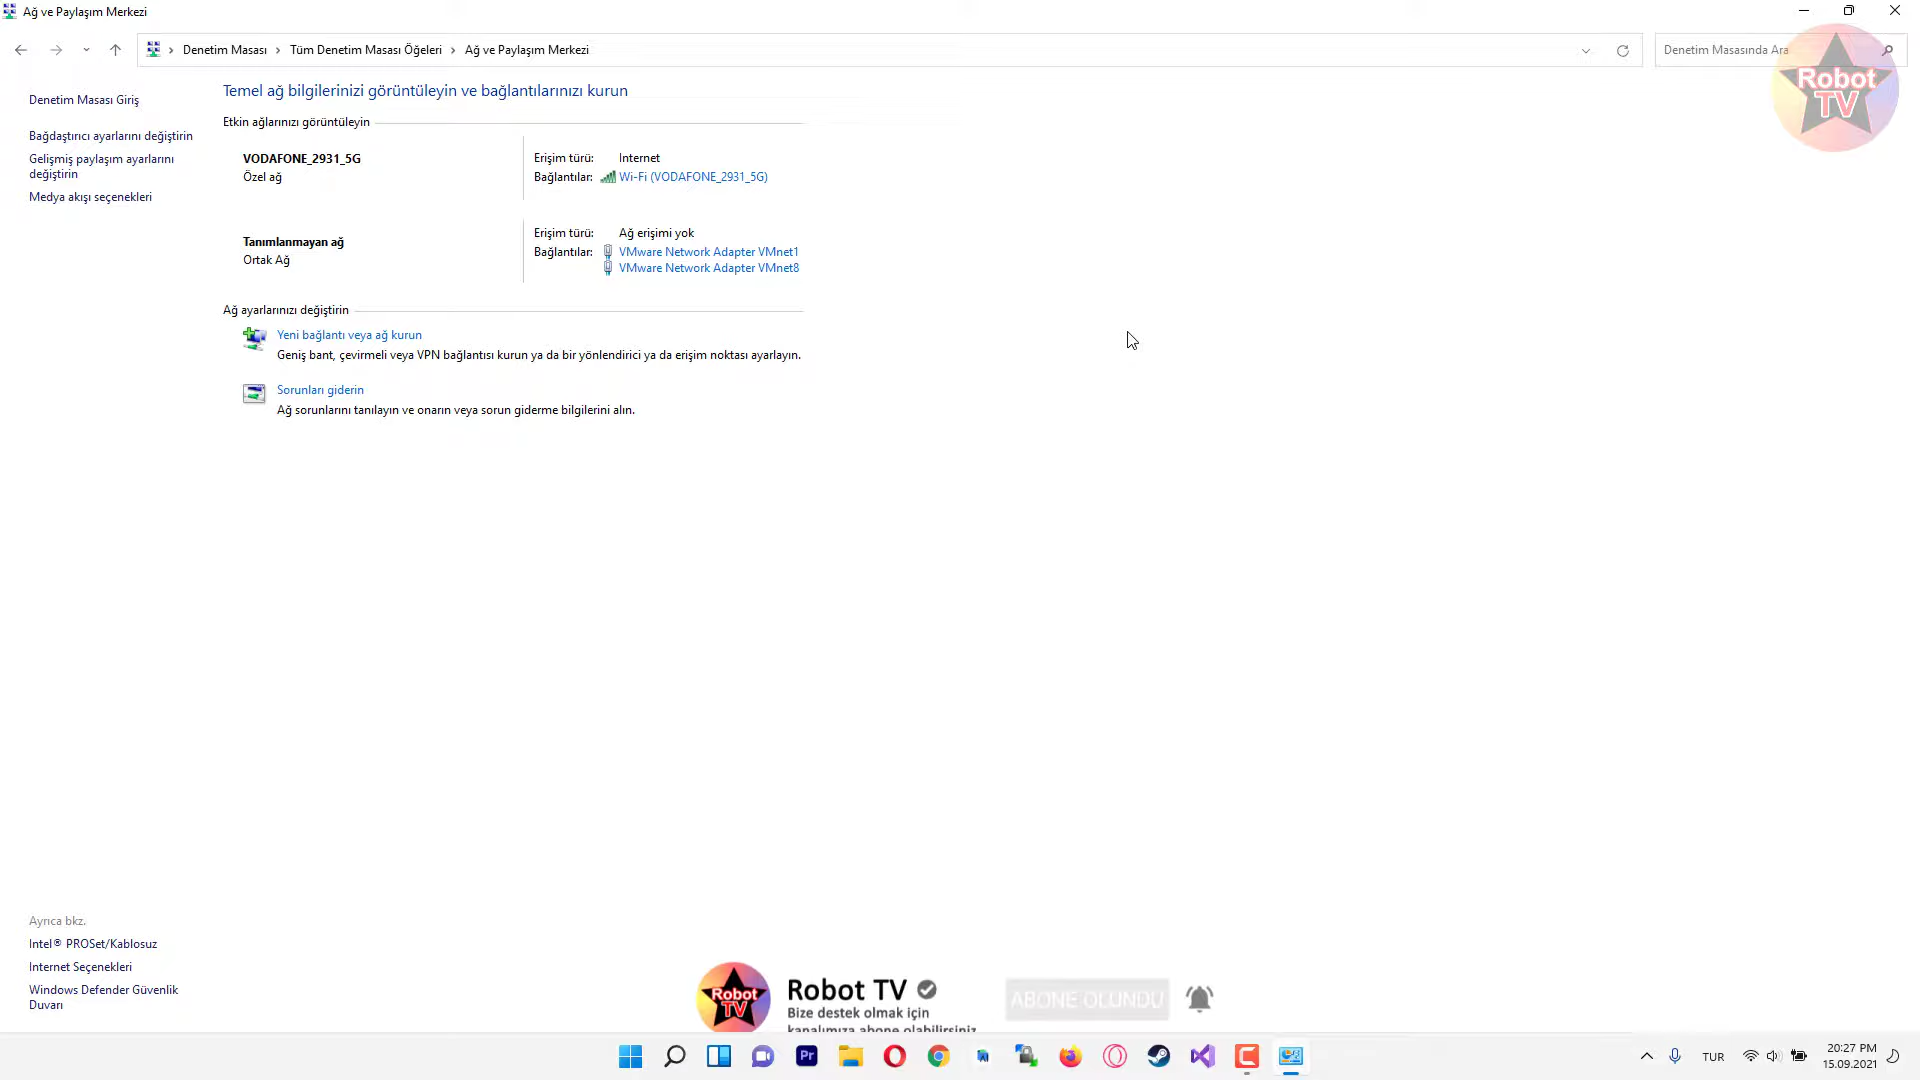 Ağ ve Paylaşım Merkezi
Denetim Masası > Tüm Denetim Masası Öğeleri > Ağ ve Paylaşım Merkezi
Denetim Masasında Ara
Robot
TV
Denetim Masası Giriş
Bağdaştırıcı ayarlarını değiştirin
Gelişmiş paylaşım ayarlarını
değiştirin
Medya akışı seçenekleri
Temel ağ bilgilerinizi görüntüleyin ve bağlantılarınızı kurun
Etkin ağlarınızı görüntüleyin
VODAFONE_2931_5G
Özel ağ
Erişim türü: Internet
Bağlantılar: Wi-Fi (VODAFONE_2931_5G)
Tanımlanmayan ağ
Ortak Ağ
Erişim türü: Ağ erişimi yok
Bağlantılar: VMware Network Adapter VMnet1
VMware Network Adapter VMnet8
Ağ ayarlarınızı değiştirin
Yeni bağlantı veya ağ kurun
Geniş bant, çevirmeli veya VPN bağlantısı kurun ya da bir yönlendirici ya da erişim noktası ayarlayın.
Sorunları giderin
Ağ sorunlarını tanılayın ve onarın veya sorun giderme bilgilerini alın.
Ayrıca bkz.
Intel® PROSet/Kablosuz
Internet Seçenekleri
Windows Defender Güvenlik
Duvarı
Robot
TV
Robot TV
Bize destek olmak için
kanalımıza abone olabilirsiniz
ABONE OLUNDU
Pr
TUR
20:27 PM
15.09.2021